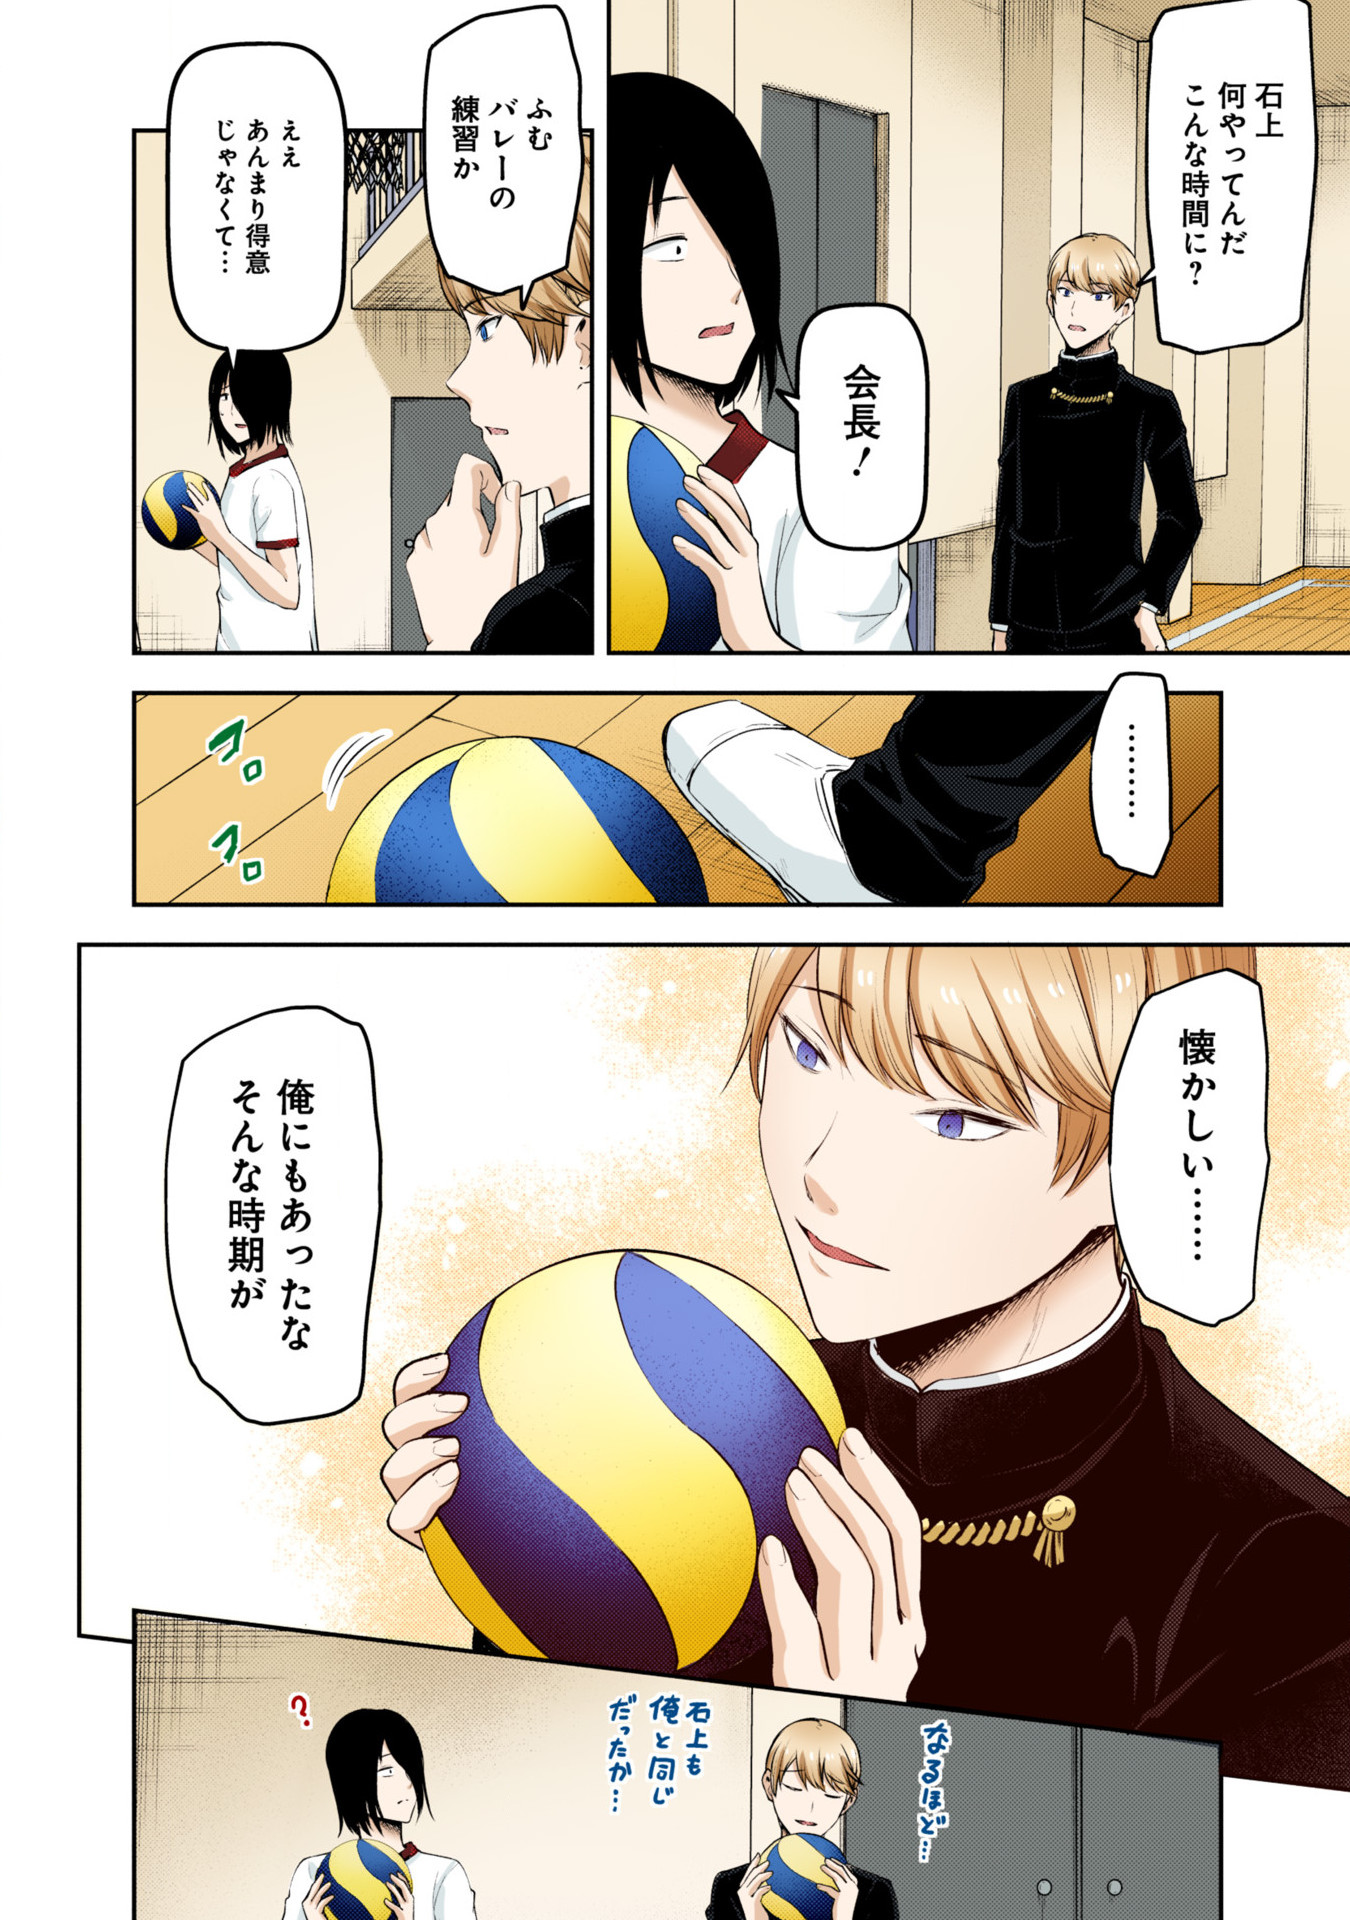 石上
何やってんだ
こんな時間に?
会長!
ふむ
バレーの
練習か
ええ
あんまり得意
じゃなくて…
………
コロ
コロ
懐かしい……
俺にもあったな
そんな時期が
なるほど…
石上も
俺と同じ
だったか…
?